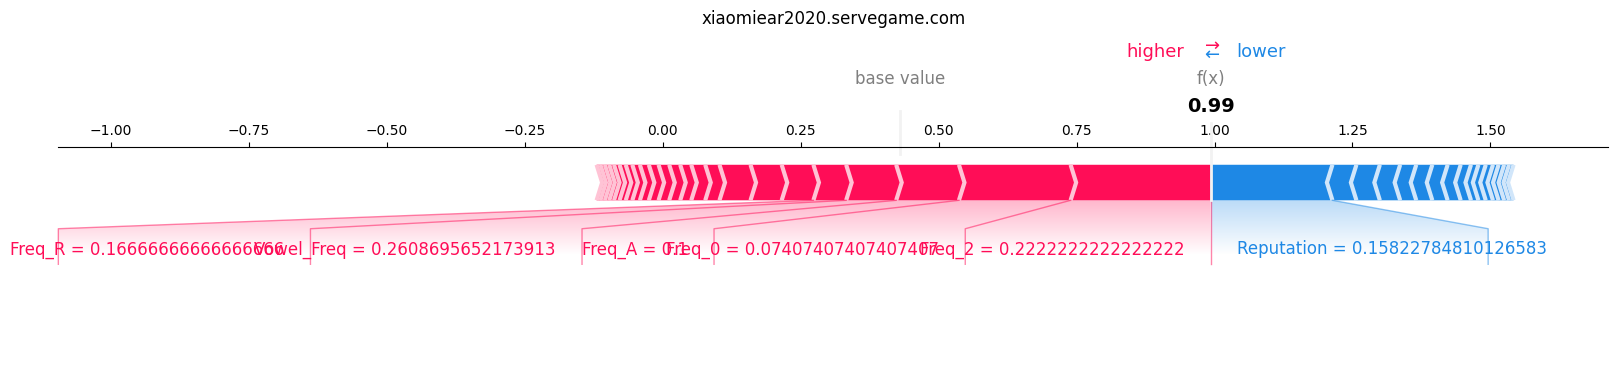 xiaomiear2020.servegame.com
higher → ← lower
base value f(x)
0.99
−1.00 −0.75 −0.50 −0.25 0.00 0.25 0.50 0.75 1.00 1.25 1.50
Freq_R = 0.16666666666666666 Vowel_Freq = 0.2608695652173913 Freq_A = 0.1 Freq_0 = 0.07407407407407407 Freq_2 = 0.2222222222222222 Reputation = 0.15822784810126583